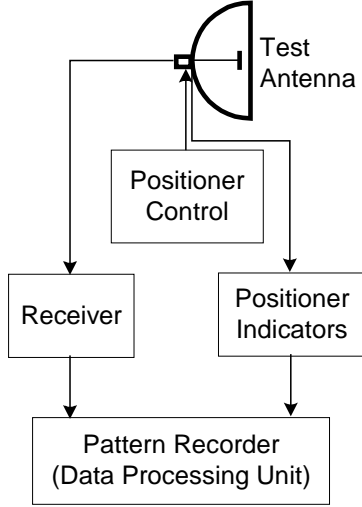 Test
Antenna
Positioner
Control
Receiver
Positioner
Indicators
Pattern Recorder
(Data Processing Unit)